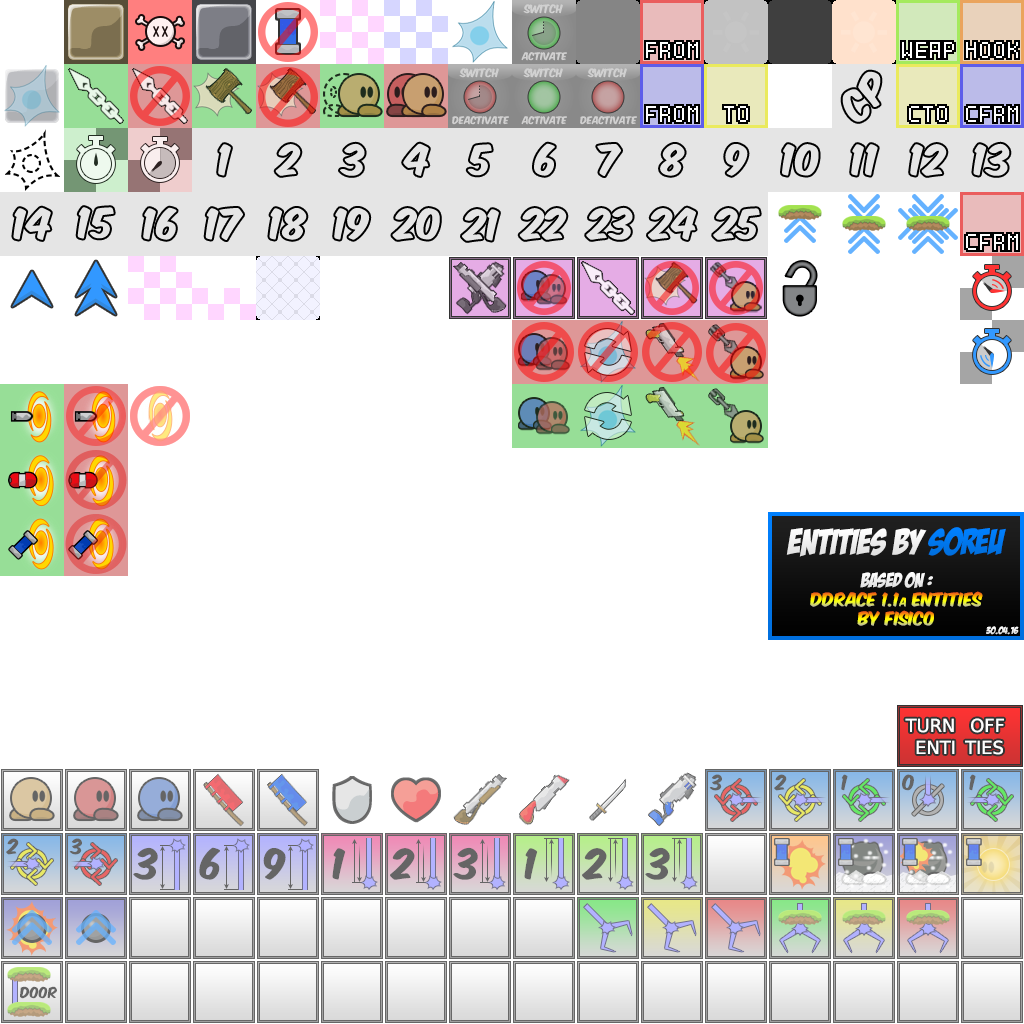 SWITCH
ACTIVATE
FROM
WEAP
HOOK
SWITCH
DEACTIVATE
SWITCH
ACTIVATE
SWITCH
DEACTIVATE
FROM
TO
CP
CTO
CFRM
1 2 3 4 5 6 7 8 9 10 11 12 13
14 15 16 17 18 19 20 21 22 23 24 25
CFRM
ENTITIES BY SOREU
BASED ON :
DDRACE 1.1A ENTITIES
BY FISICO
30.04.16
TURN OFF
ENTI TIES
3 2 1 0 1
2 3 3 6 9 1 2 3 1 2 3
DOOR